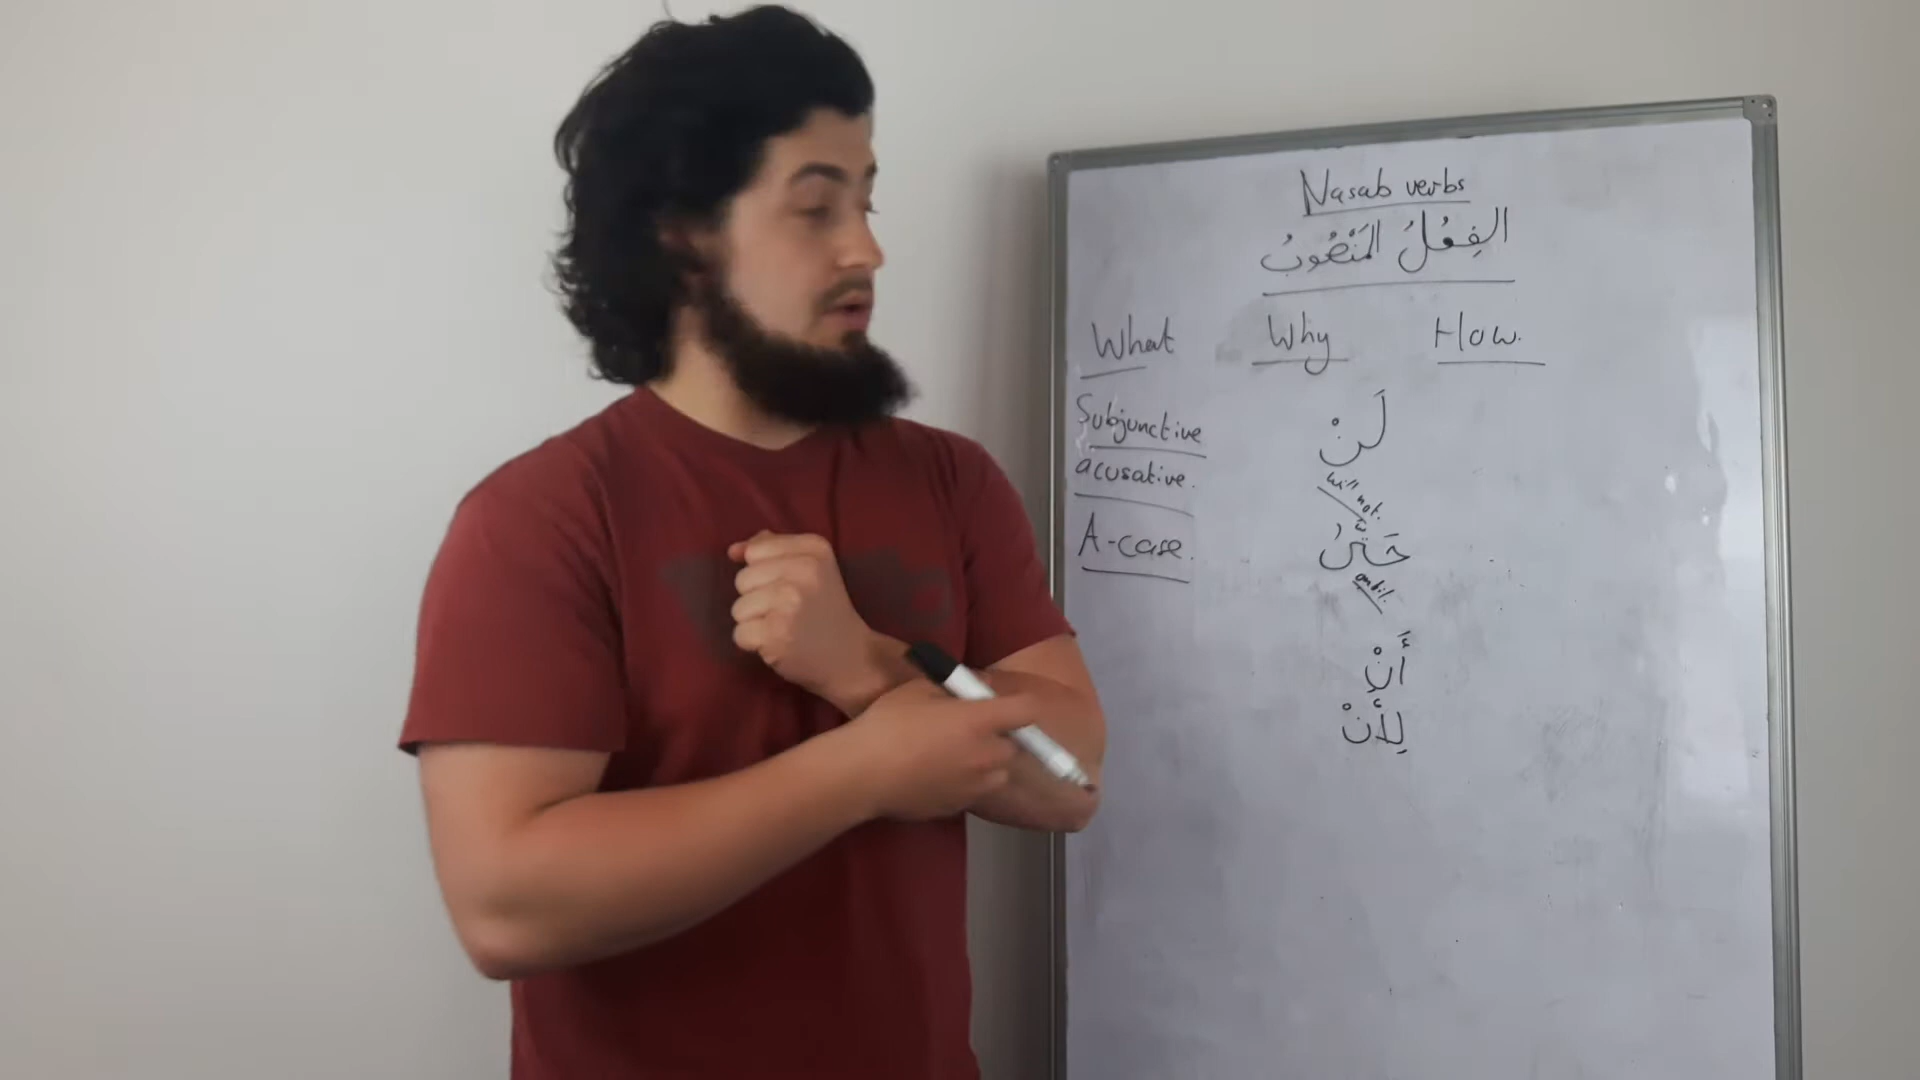 Nasab verbs
الفِعْلُ المَنْصُوبُ
What Why How.
Subjunctive
acusative.
A-case.
لَنْ
will not.
حَتَّى
until.
أَنْ
لِأَنْ